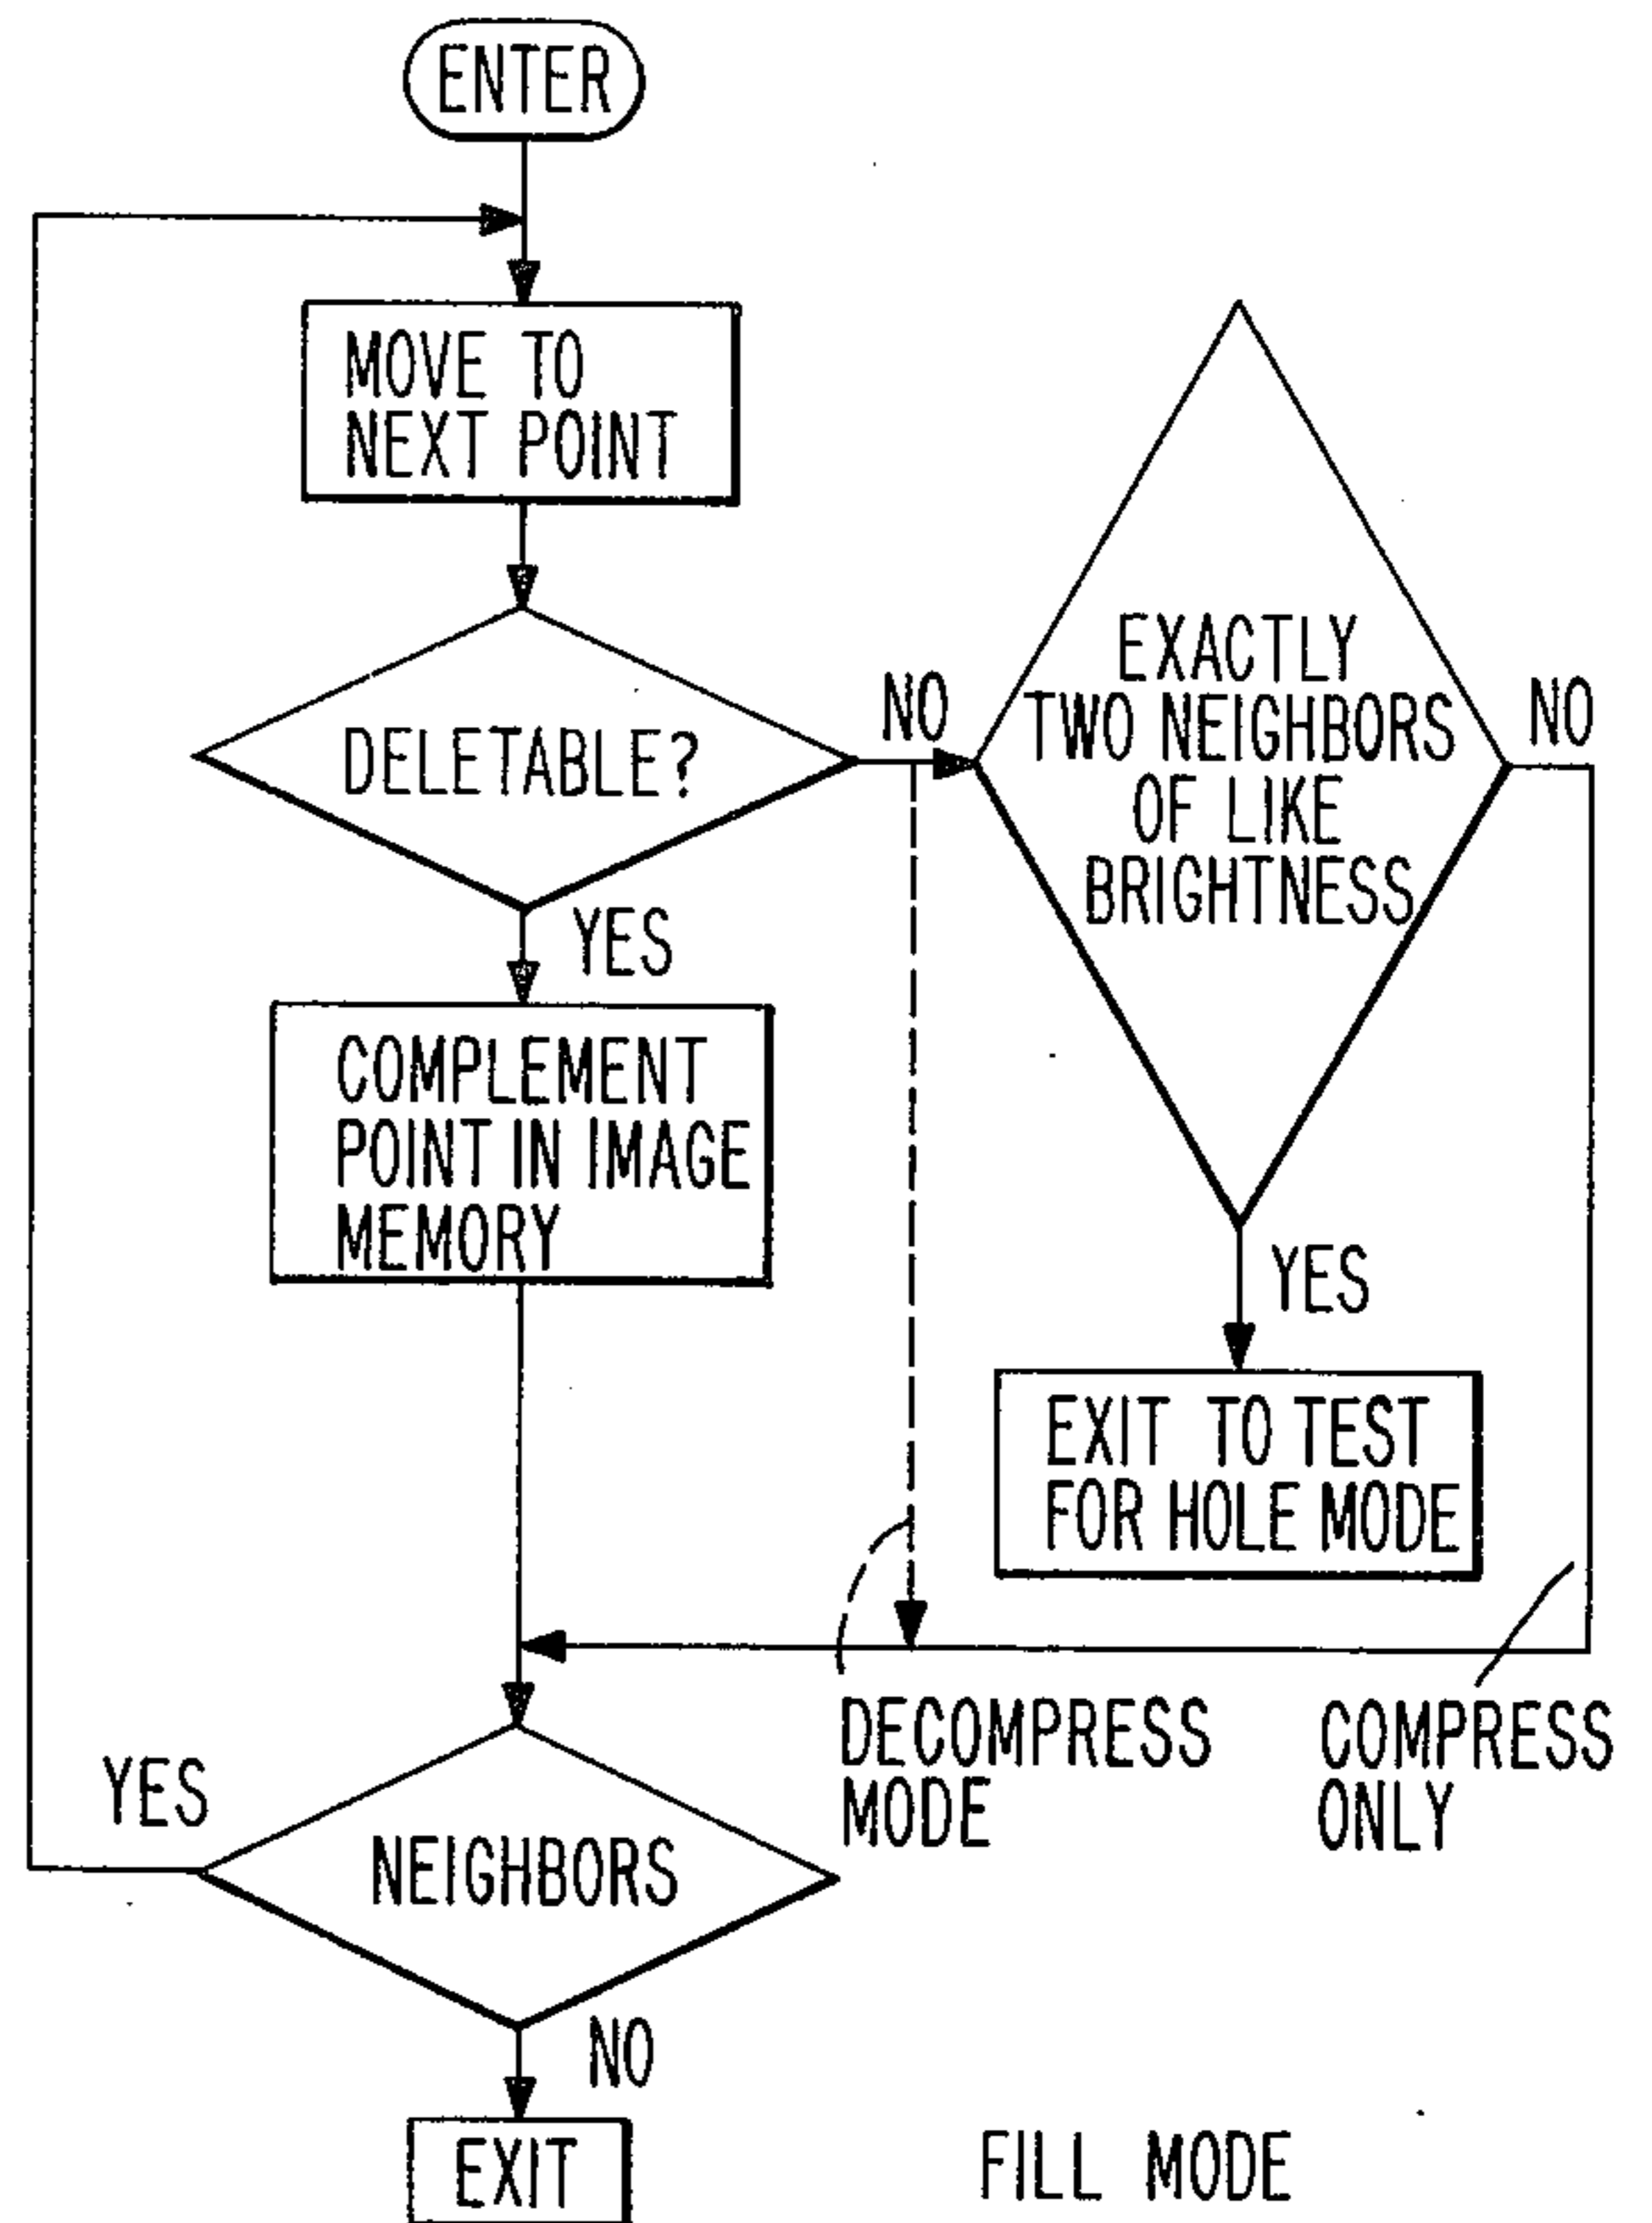 ENTER
MOVE TO
NEXT POINT
DELETABLE?
NO
EXACTLY
TWO NEIGHBORS
OF LIKE
BRIGHTNESS
NO
YES
COMPLEMENT
POINT IN IMAGE
MEMORY
YES
EXIT TO TEST
FOR HOLE MODE
DECOMPRESS
MODE
COMPRESS
ONLY
YES
NEIGHBORS
NO
EXIT
FILL MODE